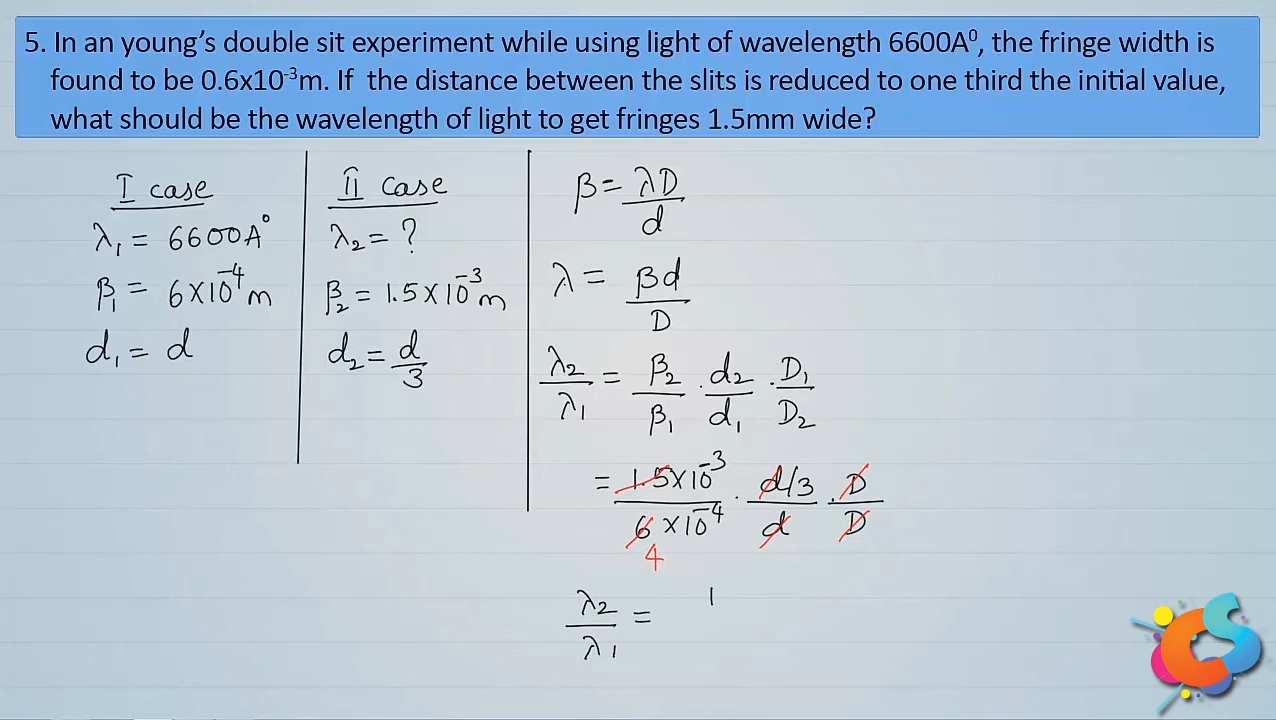 5. In an young’s double sit experiment while using light of wavelength 6600A⁰, the fringe width is
found to be 0.6x10⁻³m. If the distance between the slits is reduced to one third the initial value,
what should be the wavelength of light to get fringes 1.5mm wide?
I case
λ₁ = 6600A°
β₁ = 6×10⁻⁴m
d₁ = d
II case
λ₂ = ?
β₂ = 1.5×10⁻³m
d₂ = d/3
β = λD/d
λ = βd/D
λ₂/λ₁ = β₂/β₁ . d₂/d₁ . D₁/D₂
= 1.5×10⁻³/6×10⁻⁴ . d/3/d . D/D
4
λ₂/λ₁ = 1